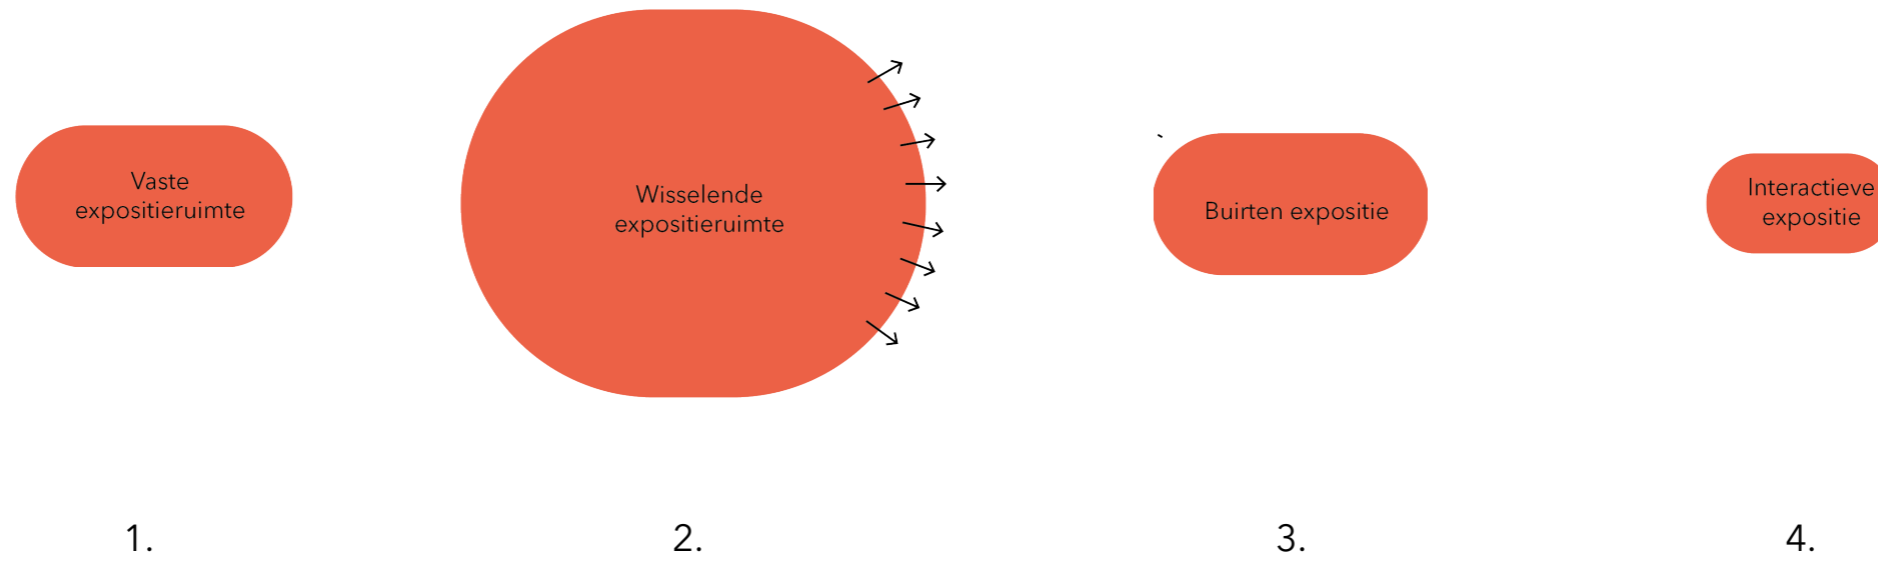 Vaste
expositieruimte
Wisselende
expositieruimte
Buirten expositie
Interactieve
expositie
1.
2.
3.
4.